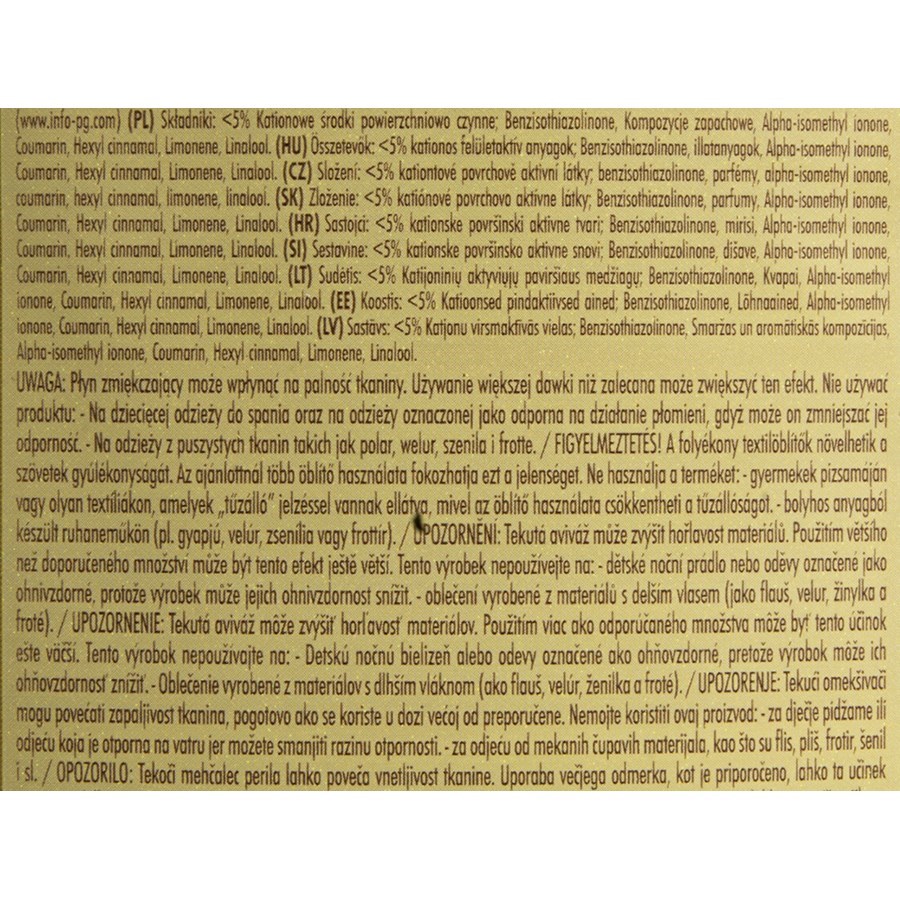 (www.info-pg.com) (PL) Składniki: <5% Kationowe środki powierzchniowo czynne; Benzisothiazolinone, Kompozycje zapachowe, Alpha-isomethyl ionone,
Coumarin, Hexyl cinnamal, Limonene, Linalool. (HU) Összetevők: <5% kationos felületaktív anyagok; Benzisothiazolinone, illatanyagok, Alpha-isomethyl ionone,
Coumarin, Hexyl cinnamal, Limonene, Linalool. (CZ) Složení: <5% kationtové povrchově aktivní látky; benzisothiazolinone, parfémy, alpha-isomethyl ionone,
coumarin, hexyl cinnamal, limonene, linalool. (SK) Zloženie: <5% katiónové povrchovo aktívne látky; Benzisothiazolinone, parfumy, Alpha-isomethyl ionone,
Coumarin, Hexyl cinnamal, Limonene, Linalool. (HR) Sastojci: <5% kationske površinski aktivne tvari; Benzisothiazolinone, mirisi, Alpha-isomethyl ionone,
Coumarin, Hexyl cinnamal, Limonene, Linalool. (SI) Sestavine: <5% kationske površinsko aktivne snovi; Benzisothiazolinone, dišave, Alpha-isomethyl ionone,
Coumarin, Hexyl cinnamal, Limonene, Linalool. (LT) Sudėtis: <5% Katijoninių aktyviųjų paviršiaus medžiagų; Benzisothiazolinone, Kvapai, Alpha-isomethyl
ionone, Coumarin, Hexyl cinnamal, Limonene, Linalool. (EE) Koostis: <5% Katioonsed pindaktiivsed ained; Benzisothiazolinone, Lõhnaained, Alpha-isomethyl
ionone, Coumarin, Hexyl cinnamal, Limonene, Linalool. (LV) Sastāvs: <5% Katjonu virsmaktīvās vielas; Benzisothiazolinone, Smaržas un aromātiskās kompozīcijas,
Alpha-isomethyl ionone, Coumarin, Hexyl cinnamal, Limonene, Linalool.
UWAGA: Płyn zmiękczający może wpłynąć na palność tkaniny. Używanie większej dawki niż zalecana może zwiększyć ten efekt. Nie używać
produktu: - Na dziecięcej odzieży do spania oraz na odzieży oznaczonej jako odporna na działanie płomieni, gdyż może on zmniejszać jej
odporność. - Na odzieży z puszystych tkanin takich jak polar, welur, szenila i frotte. / FIGYELMEZTETÉS! A folyékony textilöblítők növelhetik a
szövetek gyúlékonyságát. Az ajánlottnál több öblítő használata fokozhatja ezt a jelenséget. Ne használja a terméket: - gyermekek pizsamáján
vagy olyan textíliákon, amelyek „tűzálló” jelzéssel vannak ellátva, mivel az öblítő használata csökkentheti a tűzállóságot. - bolyhos anyagból
készült ruhaneműkön (pl. gyapjú, velúr, zsenília vagy frottír). / UPOZORNĚNÍ: Tekutá aviváž může zvýšit hořlavost materiálů. Použitím většího
než doporučeného množství může být tento efekt ještě větší. Tento výrobek nepoužívejte na: - dětské noční prádlo nebo oděvy označené jako
ohnivzdorné, protože výrobek může jejich ohnivzdornost snížit. - oblečení vyrobené z materiálů s delším vlasem (jako flauš, velur, žinylka a
froté). / UPOZORNENIE: Tekutá aviváž môže zvýšiť horľavosť materiálov. Použitím viac ako odporúčaného množstva môže byť tento účinok
ešte väčší. Tento výrobok nepoužívajte na: - Detskú nočnú bielizeň alebo odevy označené ako ohňovzdorné, pretože výrobok môže ich
ohňovzdornosť znížiť. - Oblečenie vyrobené z materiálov s dlhším vláknom (ako flauš, velúr, ženilka a froté). / UPOZORENJE: Tekući omekšivači
mogu povećati zapaljivost tkanina, pogotovo ako se koriste u dozi većoj od preporučene. Nemojte koristiti ovaj proizvod: - za dječje pidžame ili
odjeću koja je otporna na vatru jer možete smanjiti razinu otpornosti. - za odjeću od mekanih čupavih materijala, kao što su flis, pliš, frotir, šenil
i sl. / OPOZORILO: Tekoči mehčalec perila lahko poveča vnetljivost tkanine. Uporaba večjega odmerka, kot je priporočeno, lahko ta učinek